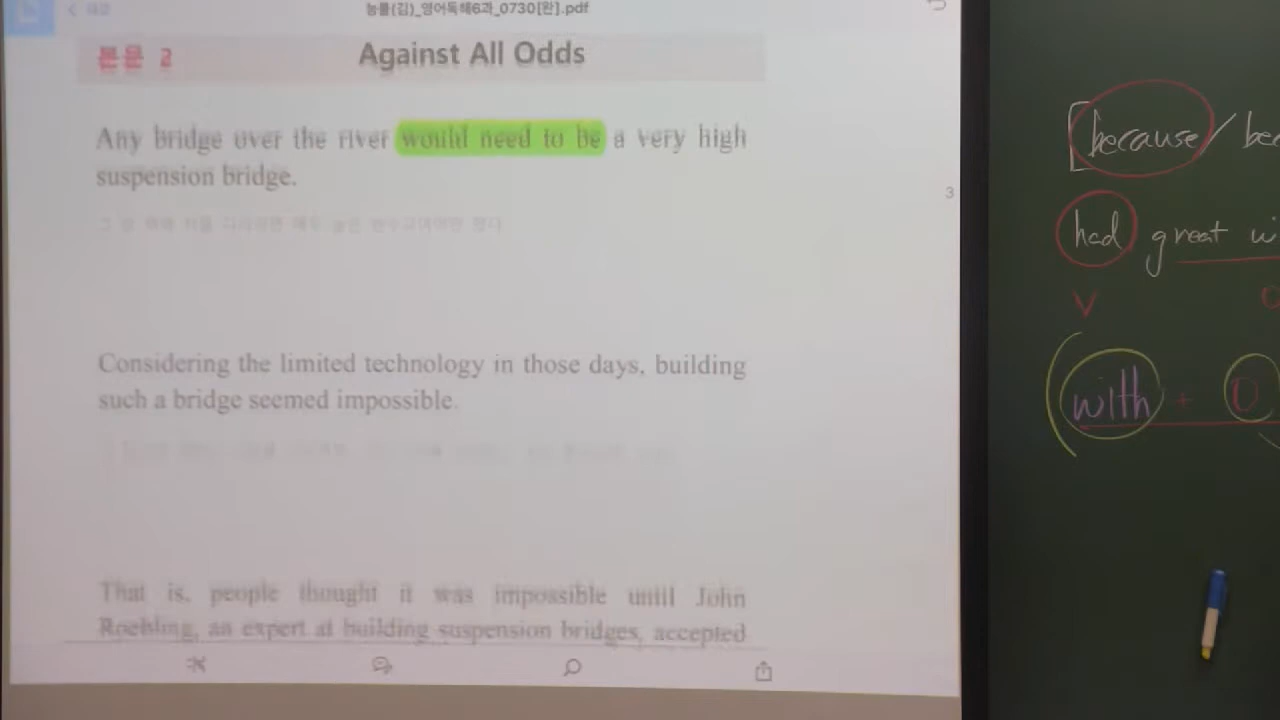 능률(김)_영어독해6과_0730[완].pdf
본문 2
Against All Odds
Any bridge over the river would need to be a very high
suspension bridge.
3
Considering the limited technology in those days, building
such a bridge seemed impossible.
That is, people thought it was impossible until John
Roebling, an expert at building suspension bridges, accepted
because /
had great
V
with + O